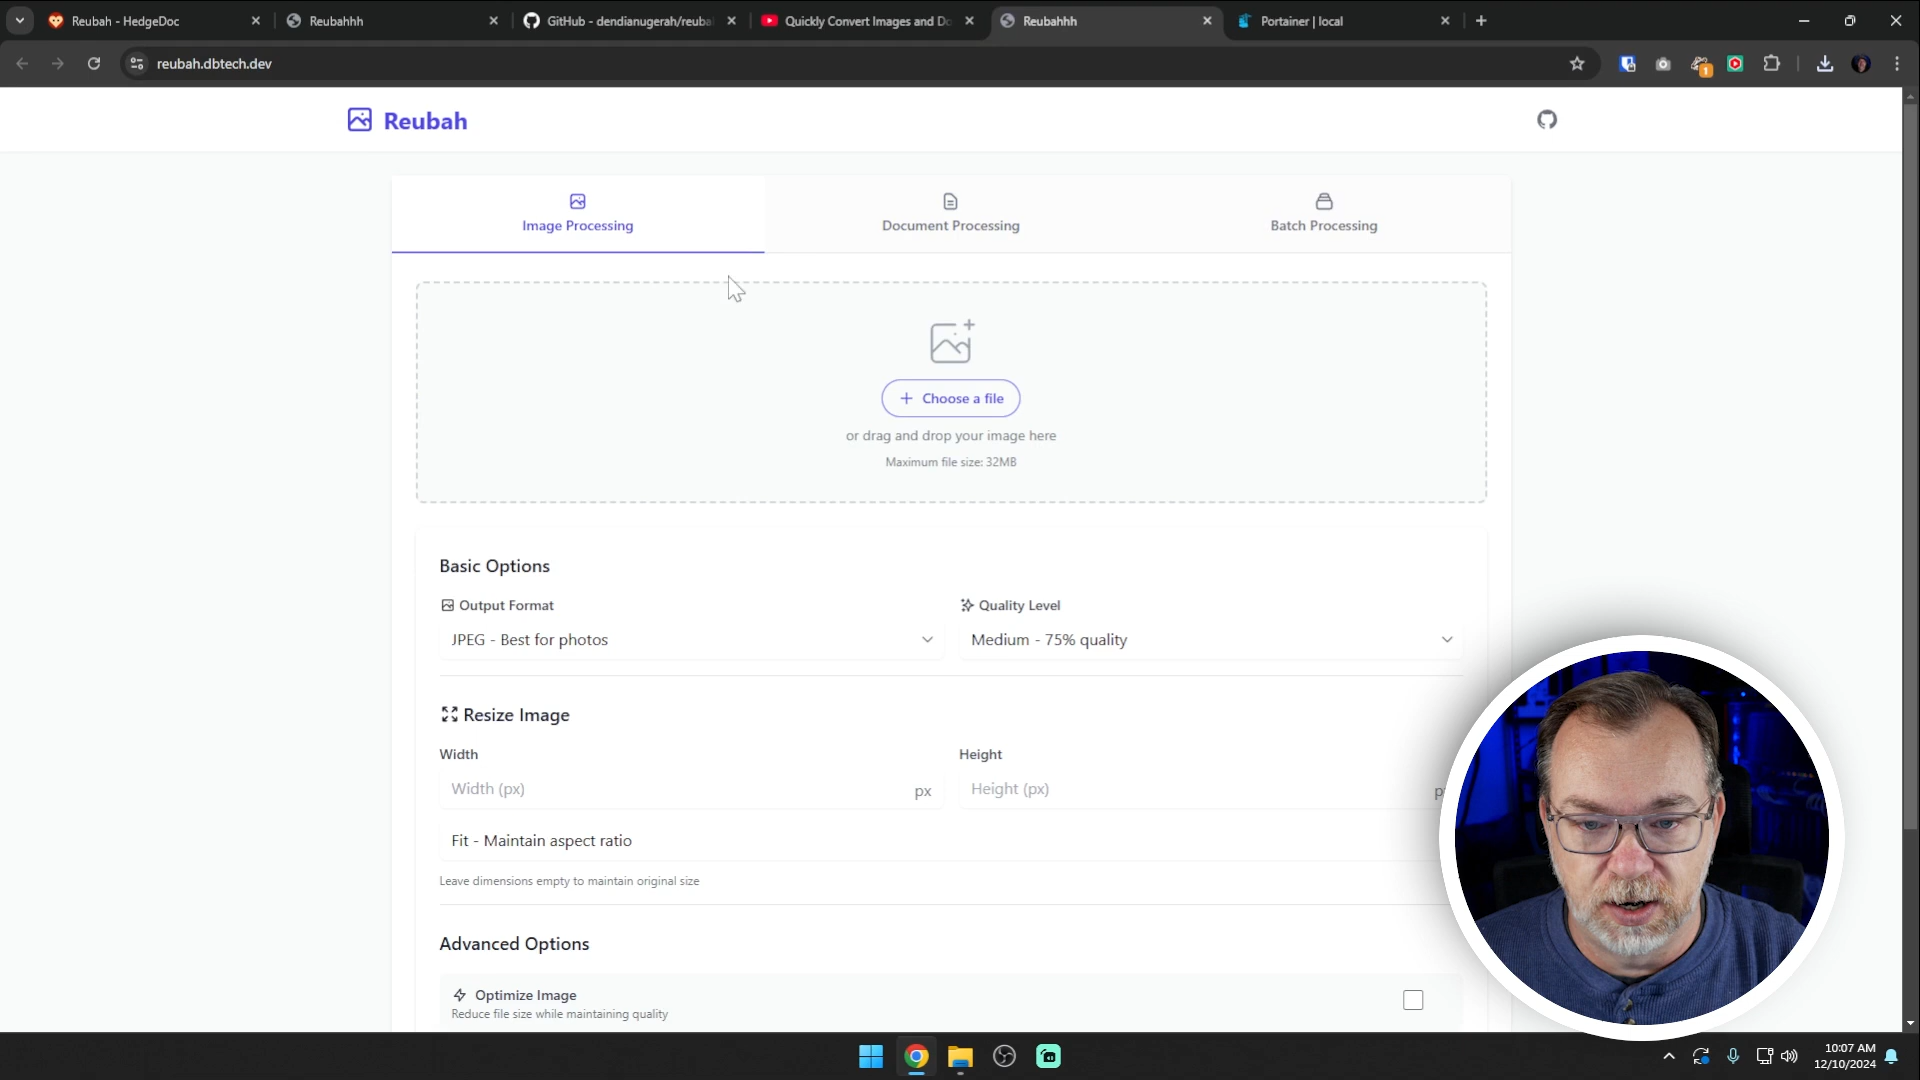 Reubah - HedgeDoc
Reubahhh
GitHub - dendianugerah/reuba
Quickly Convert Images and Do
Reubahhh
Portainer | local
reubah.dbtech.dev
1
Reubah
Image Processing
Document Processing
Batch Processing
Choose a file
or drag and drop your image here
Maximum file size: 32MB
Basic Options
Output Format
Quality Level
JPEG - Best for photos
Medium - 75% quality
Resize Image
Width
Height
Width (px)
px
Height (px)
p
Fit - Maintain aspect ratio
Leave dimensions empty to maintain original size
Advanced Options
Optimize Image
Reduce file size while maintaining quality
10:07 AM
12/10/2024